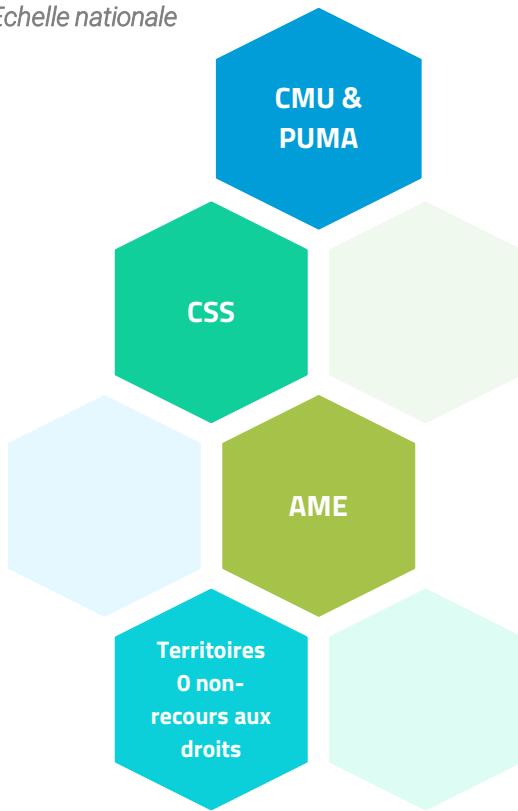 Echelle nationale
CMU &
PUMA
CSS
AME
Territoires
0 non-
recours aux
droits